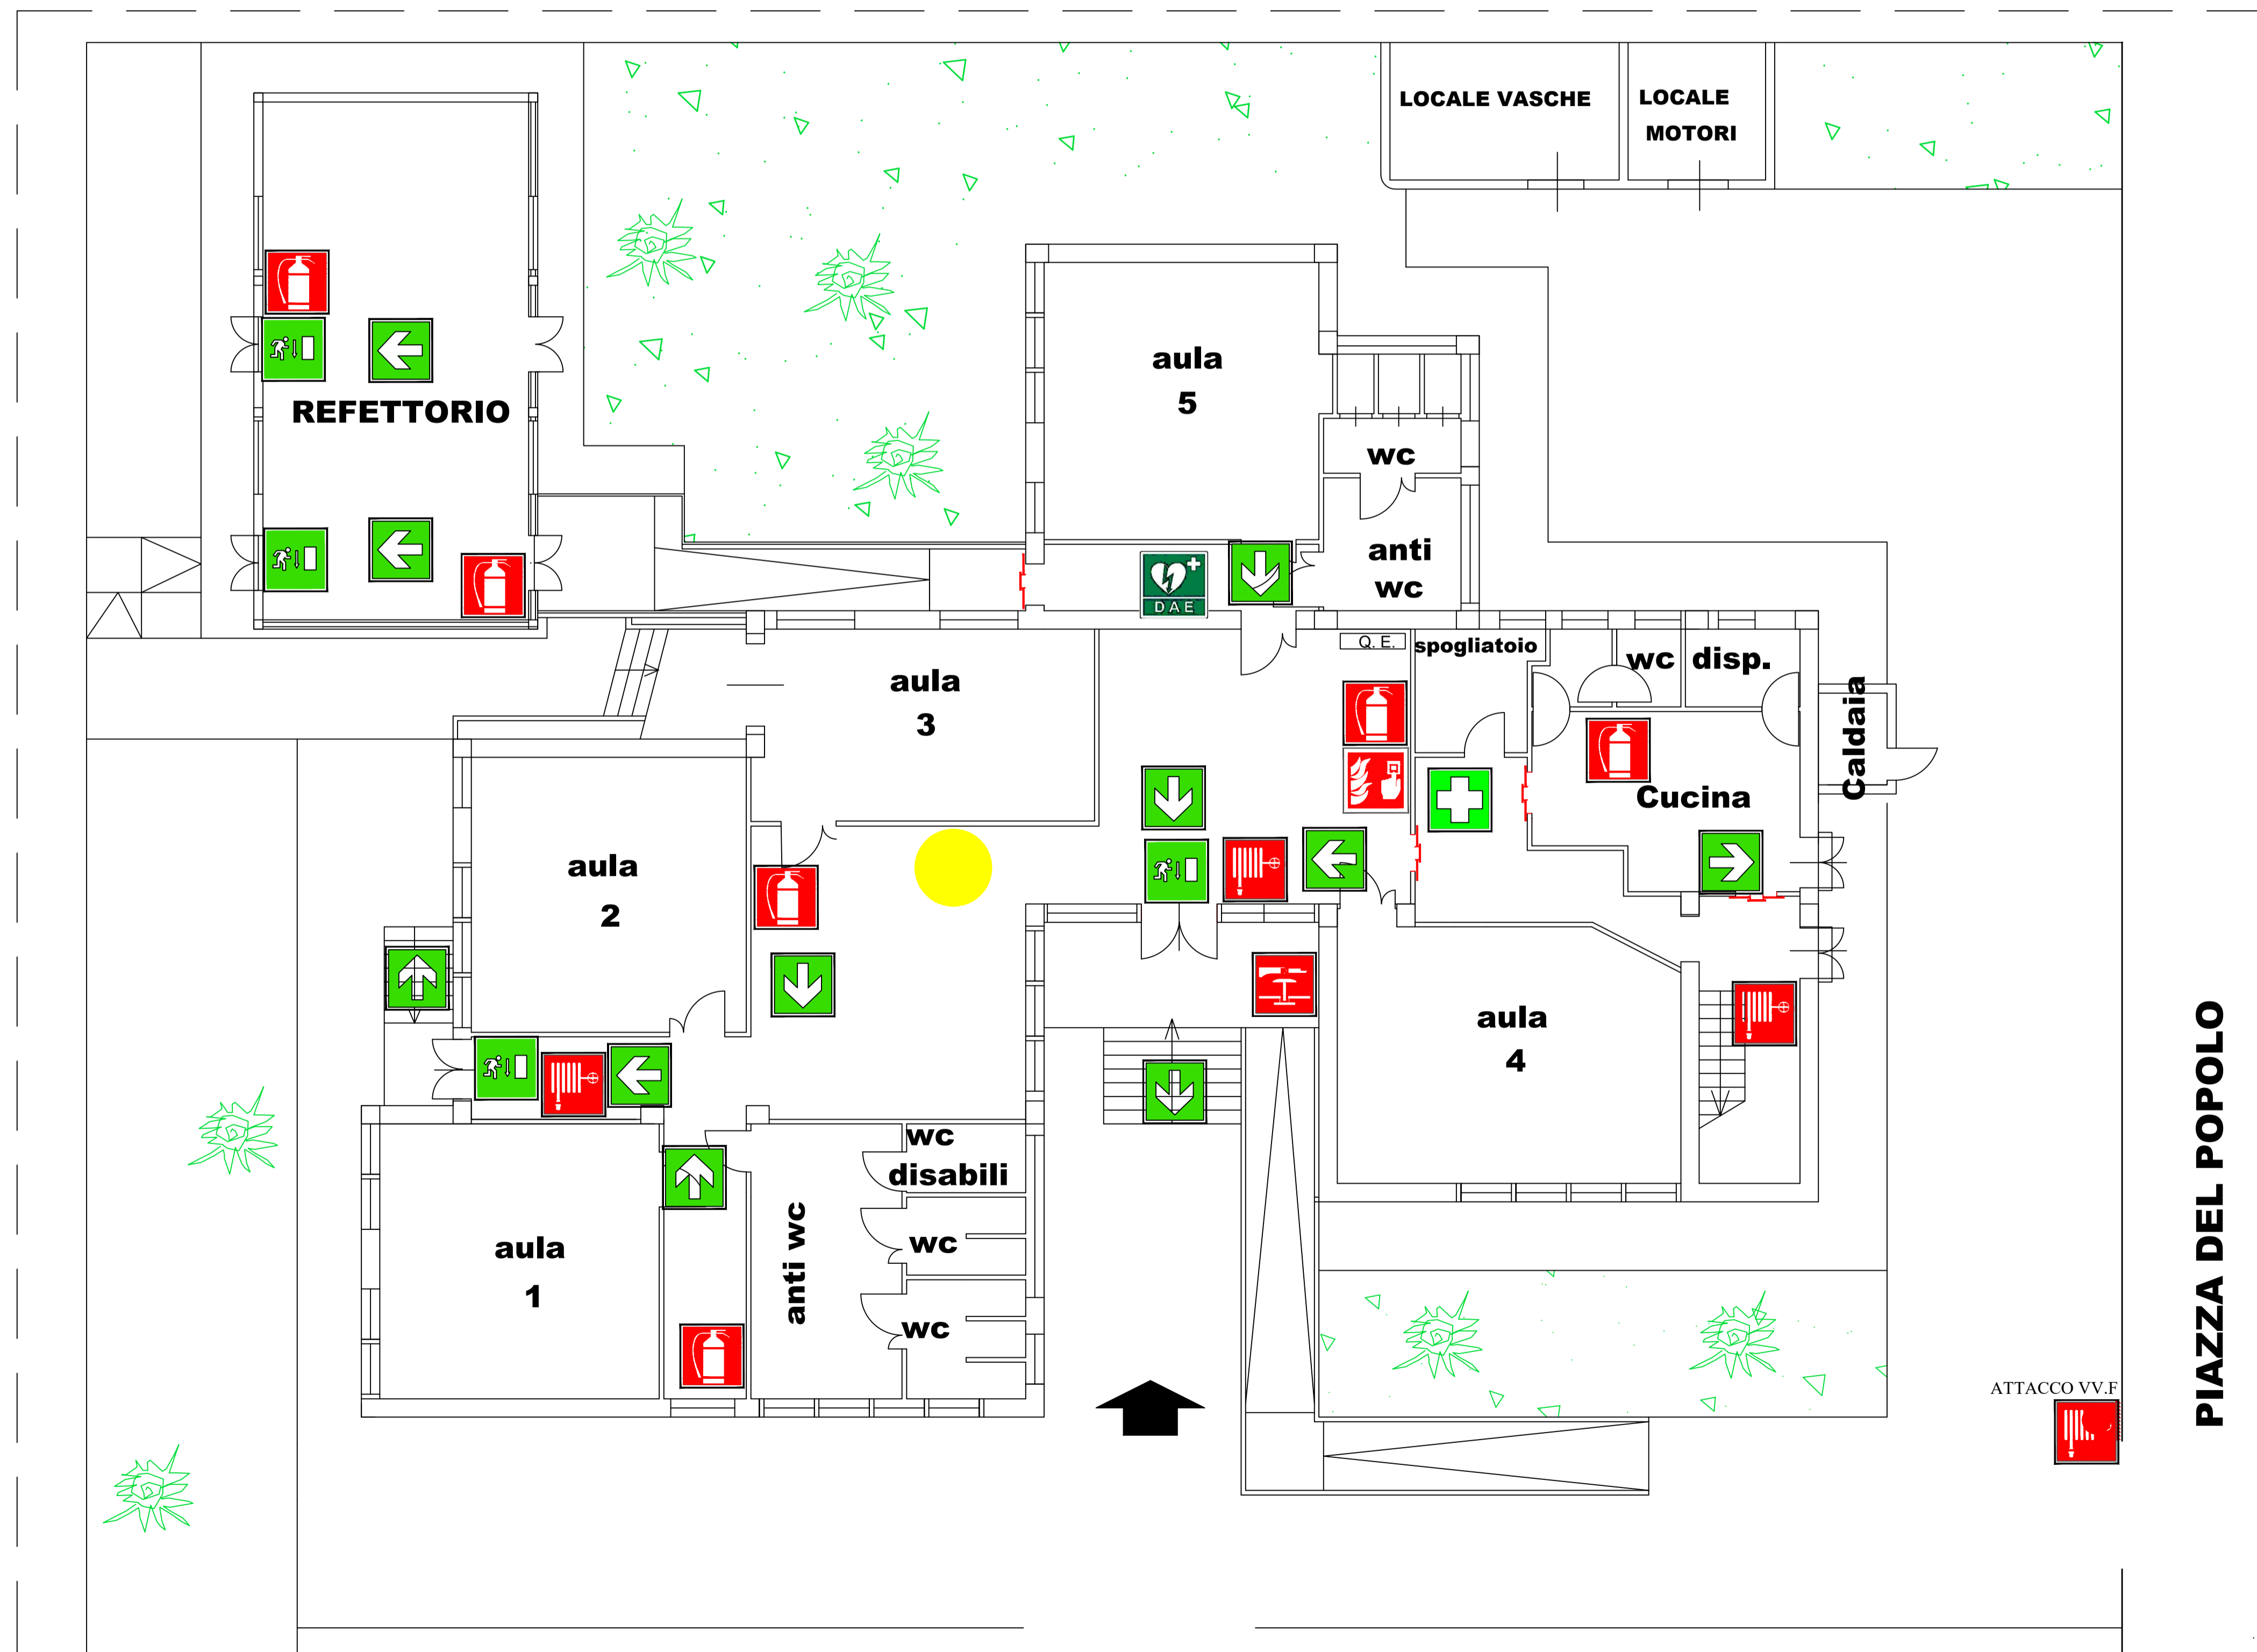 LOCALE VASCHE
LOCALE
MOTORI
aula
5
REFETTORIO
wc
anti
wc
DAE
Q. E.
spogliatoio
wc
disp.
aula
3
Caldaia
Cucina
aula
2
aula
4
PIAZZA DEL POPOLO
wc
disabili
anti wc
wc
aula
1
wc
ATTACCO VV.F